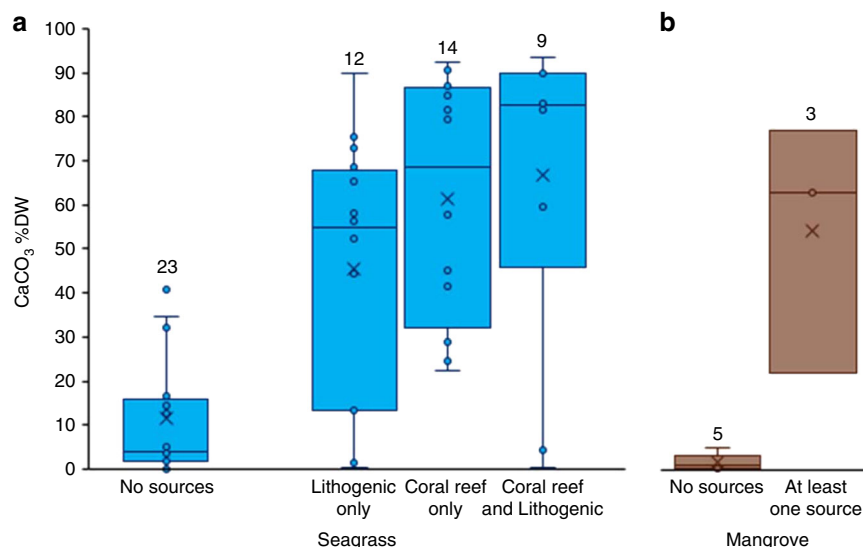 a
b
100
90
80
70
60
50
40
30
20
10
0
CaCO₃ %DW
23
12
14
9
5
3
No sources
Lithogenic
only
Coral reef
only
Coral reef
and Lithogenic
Seagrass
No sources
At least
one source
Mangrove